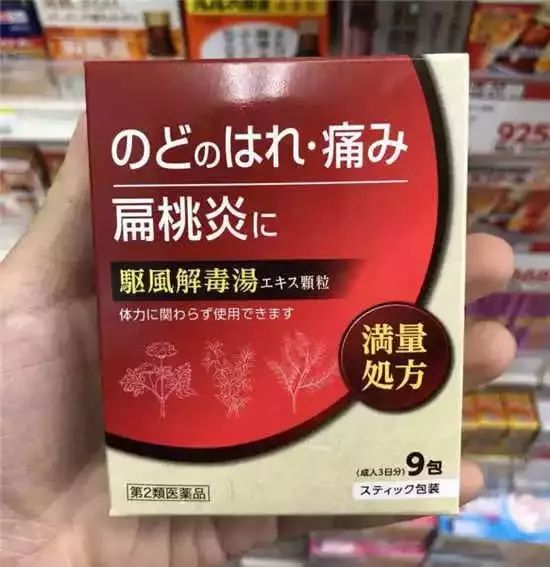 のどのはれ・痛み
扁桃炎に
駆風解毒湯エキス顆粒
体力に関わらず使用できます
満量
処方
(成人3日分) 9包
スティック包装
第2類医薬品
925